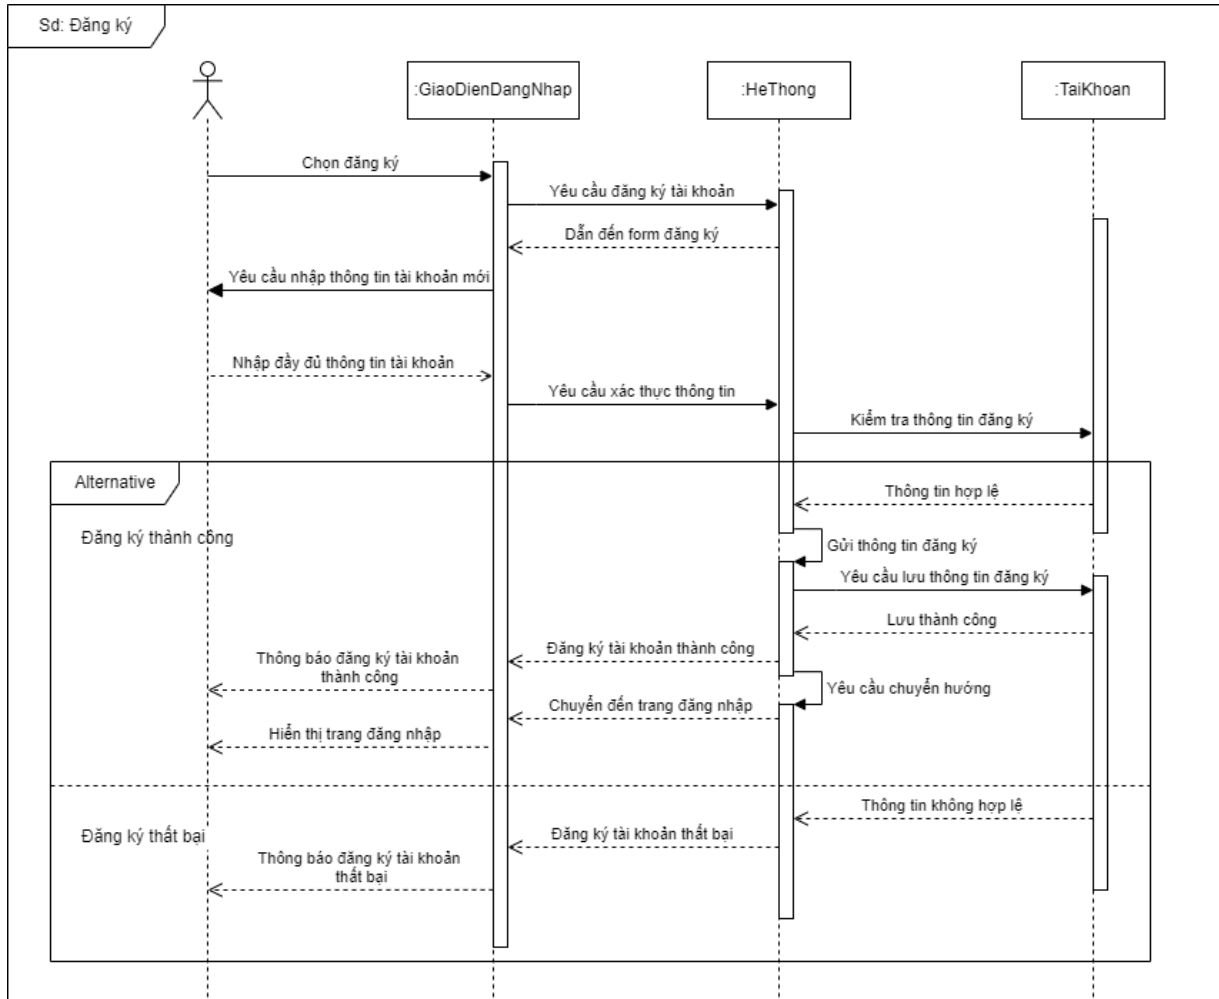 Sd: Đăng ký
:GiaoDienDangNhap
:HeThong
:TaiKhoan
Chọn đăng ký
Yêu cầu đăng ký tài khoản
Dẫn đến form đăng ký
Yêu cầu nhập thông tin tài khoản mới
Nhập đầy đủ thông tin tài khoản
Yêu cầu xác thực thông tin
Kiểm tra thông tin đăng ký
Alternative
Thông tin hợp lệ
Đăng ký thành công
Gửi thông tin đăng ký
Yêu cầu lưu thông tin đăng ký
Lưu thành công
Đăng ký tài khoản thành công
Thông báo đăng ký tài khoản
thành công
Yêu cầu chuyển hướng
Chuyển đến trang đăng nhập
Hiển thị trang đăng nhập
Thông tin không hợp lệ
Đăng ký thất bại
Đăng ký tài khoản thất bại
Thông báo đăng ký tài khoản
thất bại